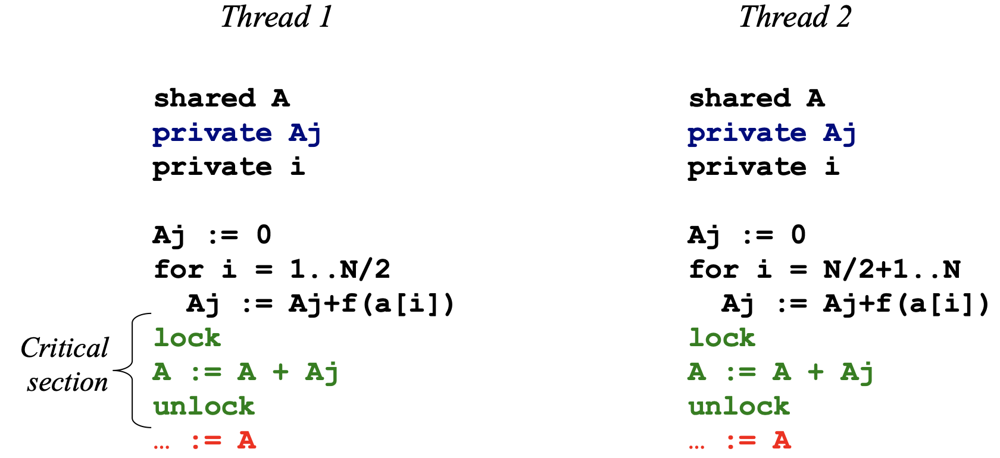 Thread 1
shared A
private Aj
private i
Aj := 0
for i = 1..N/2
Aj := Aj+f(a[i])
Critical
section
lock
A := A + Aj
unlock
… := A
Thread 2
shared A
private Aj
private i
Aj := 0
for i = N/2+1..N
Aj := Aj+f(a[i])
lock
A := A + Aj
unlock
… := A